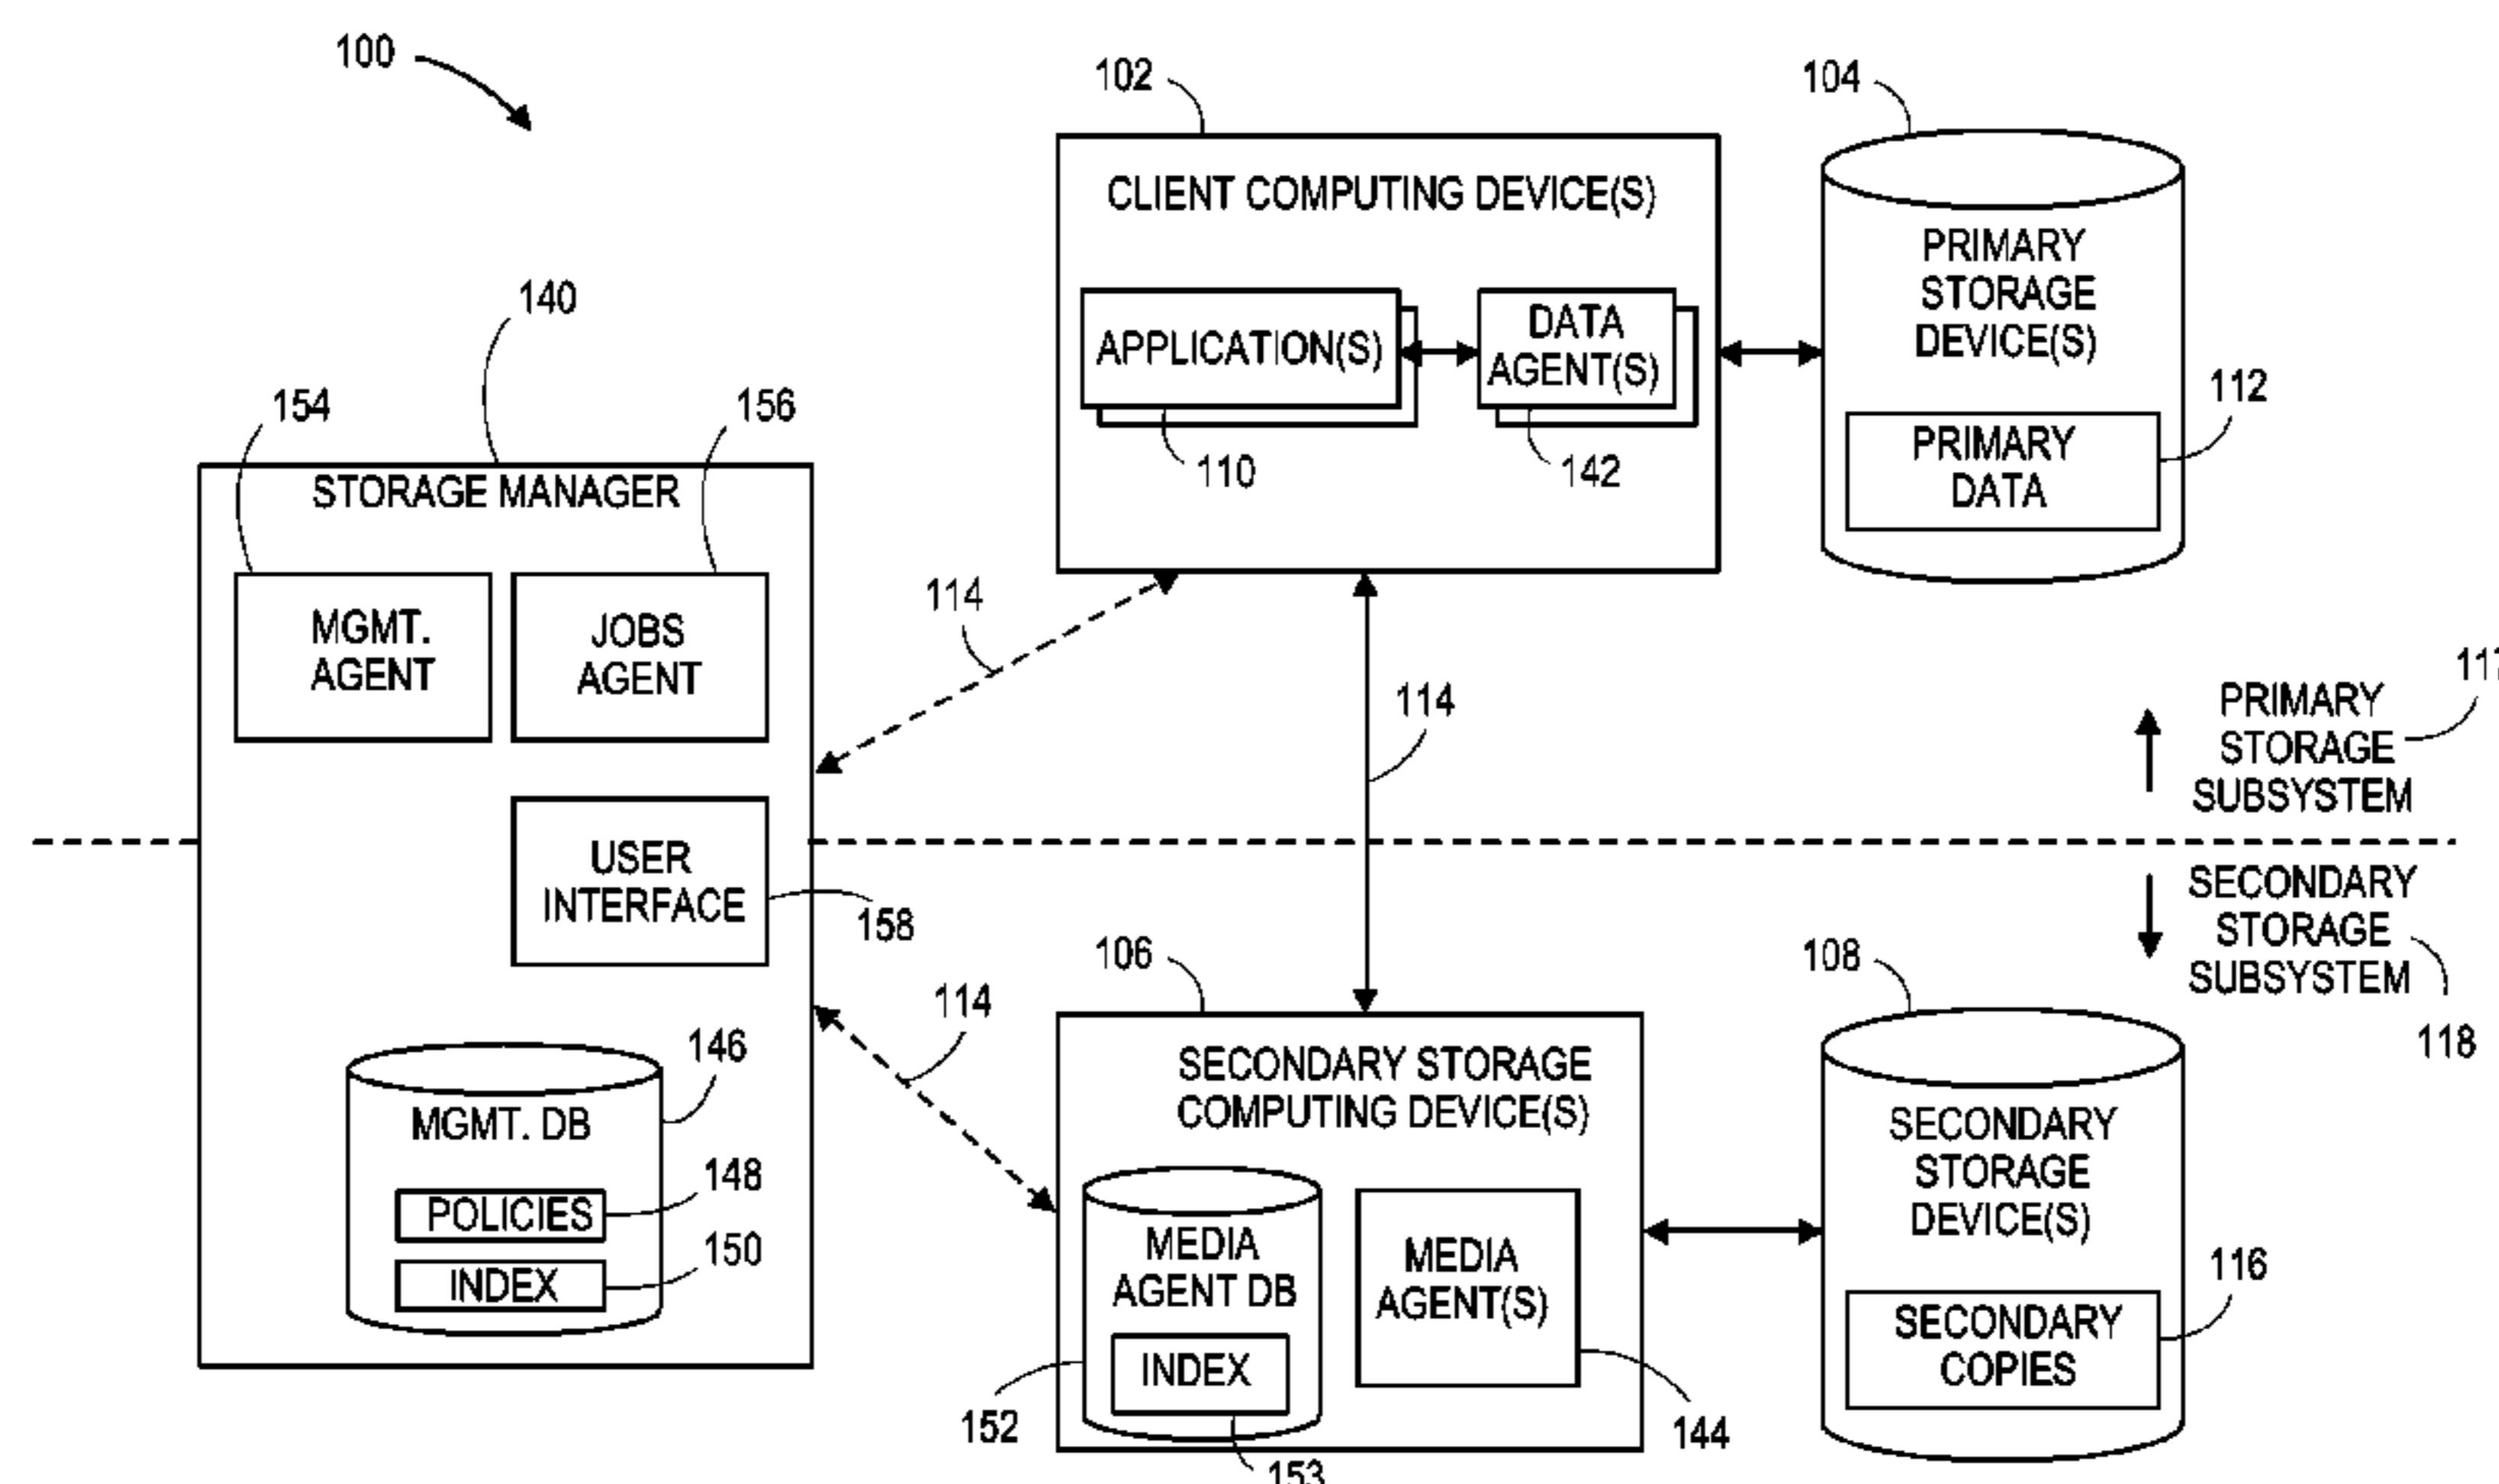 100
102
104
CLIENT COMPUTING DEVICE(S)
APPLICATION(S)
DATA
AGENT(S)
110
142
PRIMARY
STORAGE
DEVICE(S)
112
PRIMARY
DATA
140
154
156
STORAGE MANAGER
MGMT.
AGENT
JOBS
AGENT
USER
INTERFACE
158
146
MGMT. DB
148
POLICIES
150
INDEX
114
114
114
117
PRIMARY
STORAGE
SUBSYSTEM
SECONDARY
STORAGE
SUBSYSTEM
118
106
SECONDARY STORAGE
COMPUTING DEVICE(S)
MEDIA
AGENT DB
INDEX
MEDIA
AGENT(S)
152
153
144
108
SECONDARY
STORAGE
DEVICE(S)
116
SECONDARY
COPIES